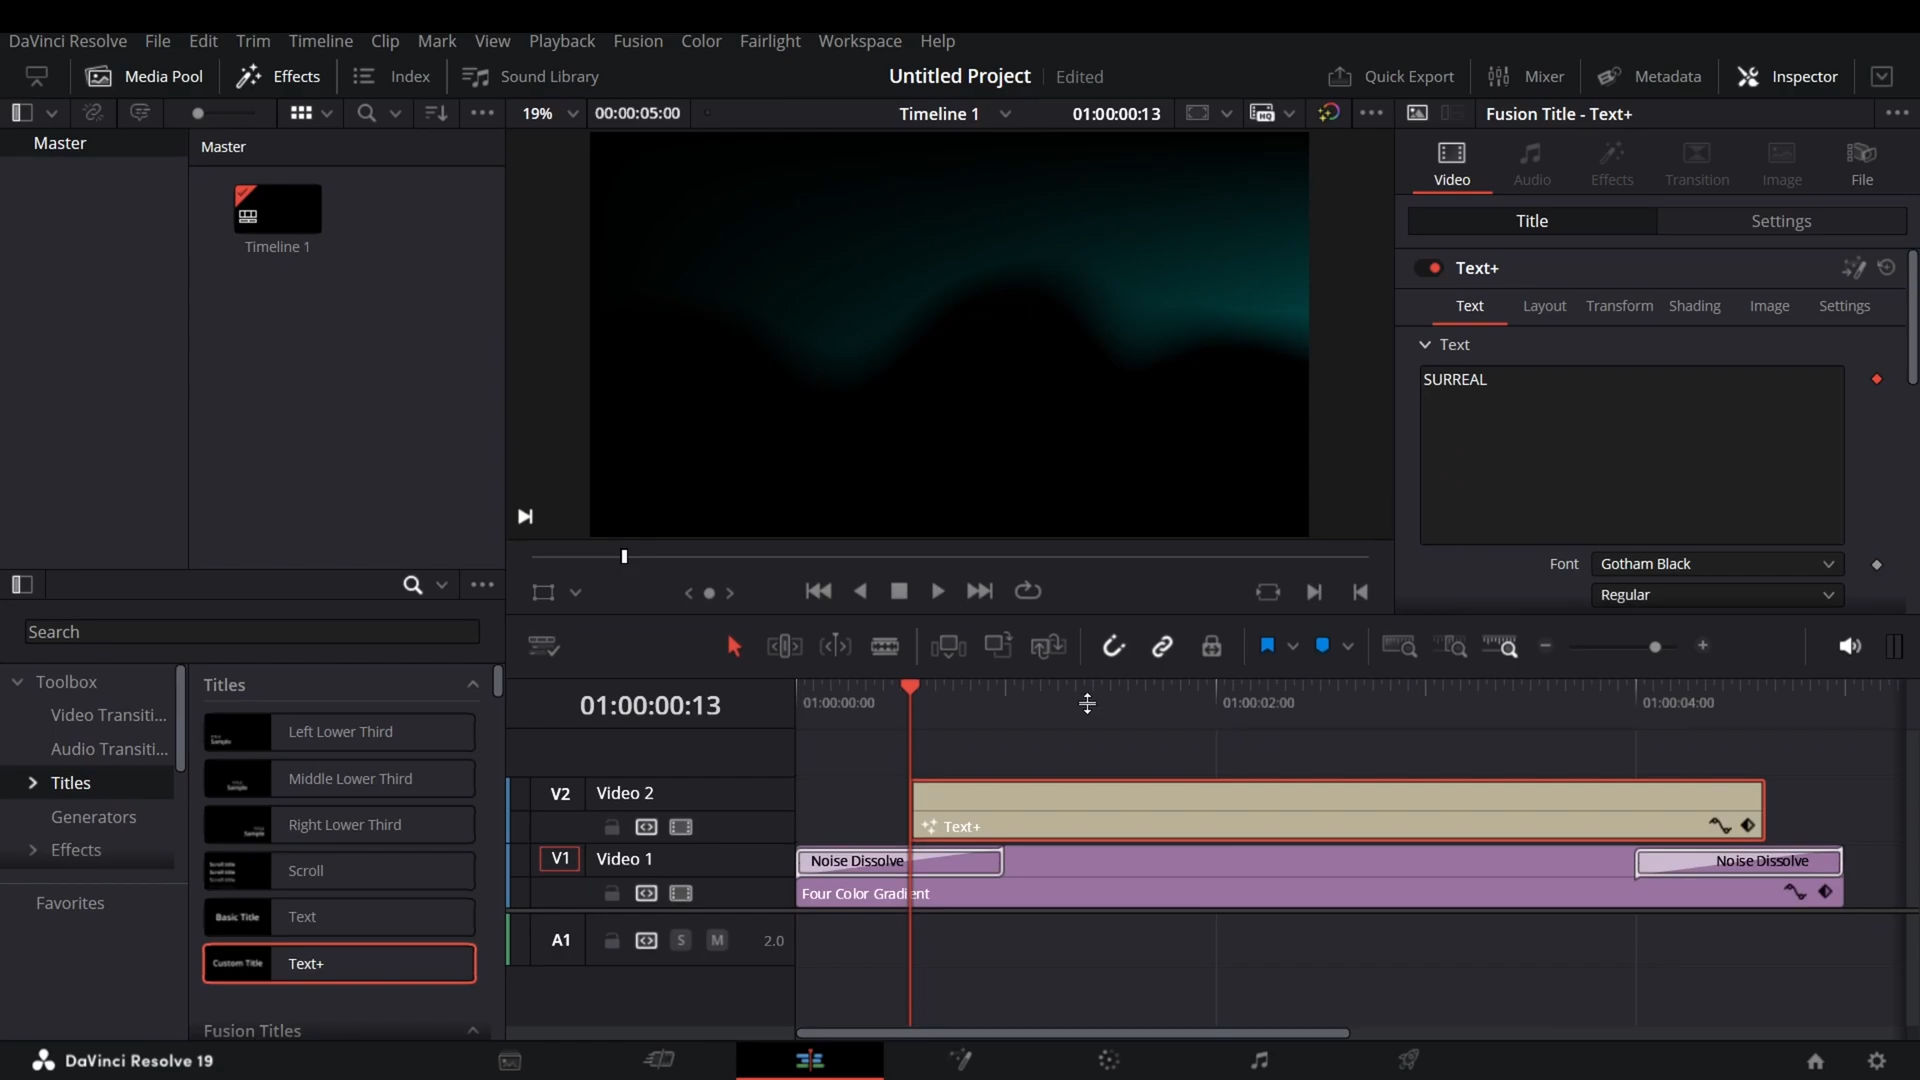 DaVinci Resolve File Edit Trim Timeline Clip Mark View Playback Fusion Color Fairlight Workspace Help
Media Pool Effects Index Sound Library Untitled Project Edited Quick Export Mixer Metadata Inspector
19% 00:00:05:00 Timeline 1 01:00:00:13 HQ Fusion Title - Text+
Master
Master
Timeline 1
Video Audio Effects Transition Image File
Title Settings
Text+
Text Layout Transform Shading Image Settings
Text
SURREAL
Font Gotham Black
Regular
Search
Toolbox
Video Transiti...
Audio Transiti...
Titles
Generators
Effects
Favorites
Titles
Left Lower Third
Middle Lower Third
Right Lower Third
Scroll
Basic Title Text
Custom Title Text+
Fusion Titles
01:00:00:13 01:00:00:00 01:00:02:00 01:00:04:00
V2 Video 2
Text+
V1 Video 1 Noise Dissolve Noise Dissolve
Four Color Gradient
A1 S M 2.0
DaVinci Resolve 19